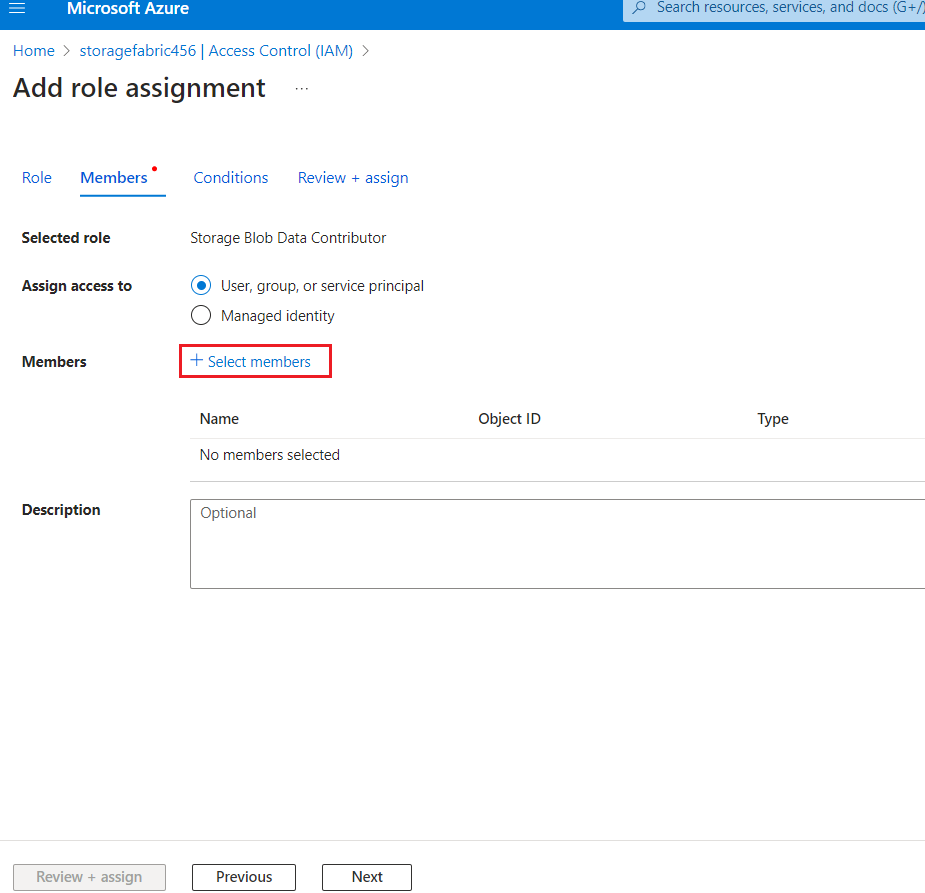 Microsoft Azure
Search resources, services, and docs (G+/)
Home > storagefabric456 | Access Control (IAM) >
Add role assignment ...
Role Members Conditions Review + assign
Selected role Storage Blob Data Contributor
Assign access to User, group, or service principal
Managed identity
Members + Select members
Name Object ID Type
No members selected
Description Optional
Review + assign Previous Next